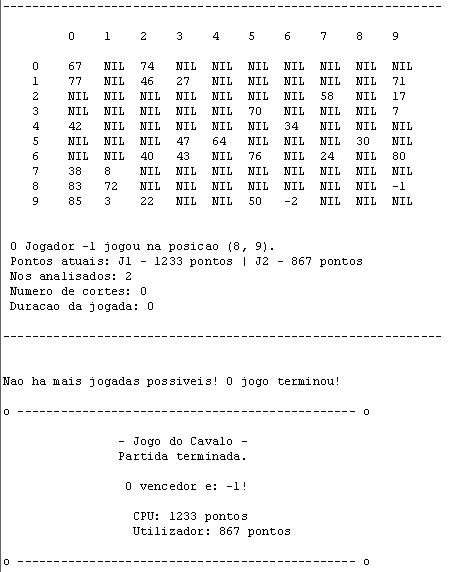 ---------------------------------------------------------------
0 1 2 3 4 5 6 7 8 9
0 67 NIL 74 NIL NIL NIL NIL NIL NIL NIL
1 77 NIL 46 27 NIL NIL NIL NIL NIL 71
2 NIL NIL NIL NIL NIL NIL NIL 58 NIL 17
3 NIL NIL NIL NIL NIL 70 NIL NIL NIL 7
4 42 NIL NIL NIL NIL NIL 34 NIL NIL NIL
5 NIL NIL NIL 47 64 NIL NIL NIL 30 NIL
6 NIL NIL 40 43 NIL 76 NIL 24 NIL 80
7 38 8 NIL NIL NIL NIL NIL NIL NIL NIL
8 83 72 NIL NIL NIL NIL NIL NIL NIL -1
9 85 3 22 NIL NIL 50 -2 NIL NIL NIL
O Jogador -1 jogou na posicao (8, 9).
Pontos atuais: J1 - 1233 pontos | J2 - 867 pontos
Nos analisados: 2
Numero de cortes: 0
Duracao da jogada: 0
---------------------------------------------------------------
Nao ha mais jogadas possiveis! O jogo terminou!
o ------------------------------------------------ o
- Jogo do Cavalo -
Partida terminada.
O vencedor e: -1!
CPU: 1233 pontos
Utilizador: 867 pontos
o ------------------------------------------------ o